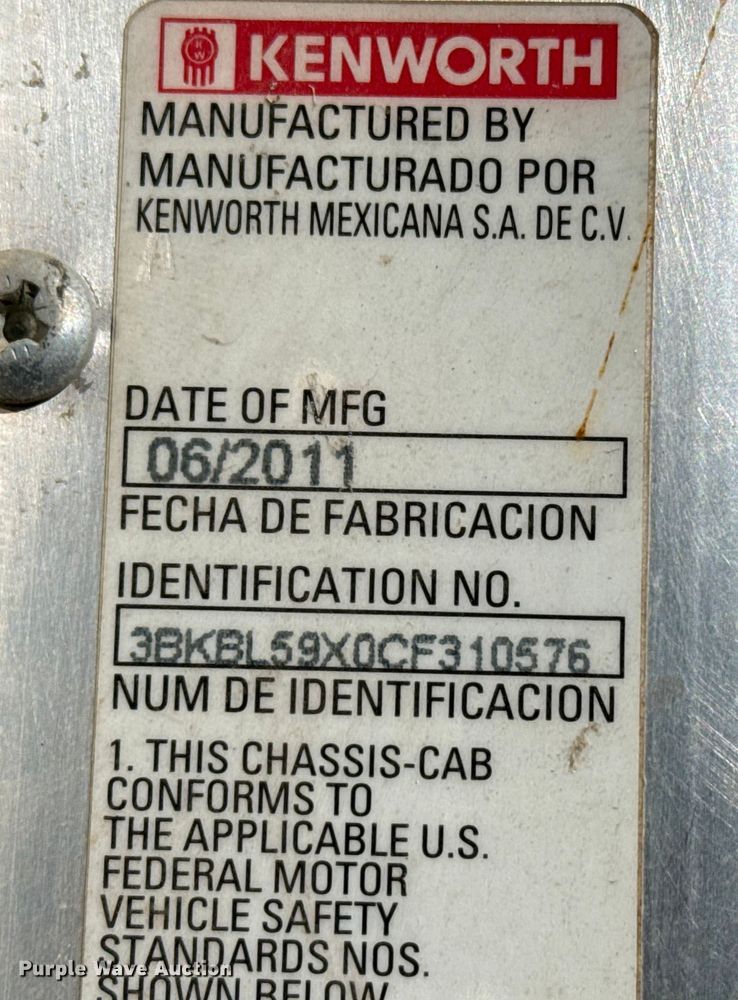 KENWORTH
MANUFACTURED BY
MANUFACTURADO POR
KENWORTH MEXICANA S.A. DE C.V.
DATE OF MFG
06/2011
FECHA DE FABRICACION
IDENTIFICATION NO.
3BKBL59X0CF310576
NUM DE IDENTIFICACION
1. THIS CHASSIS-CAB
CONFORMS TO
THE APPLICABLE U.S.
FEDERAL MOTOR
VEHICLE SAFETY
STANDARDS NOS.
SHOWN BELOW
Purple Wave Auction